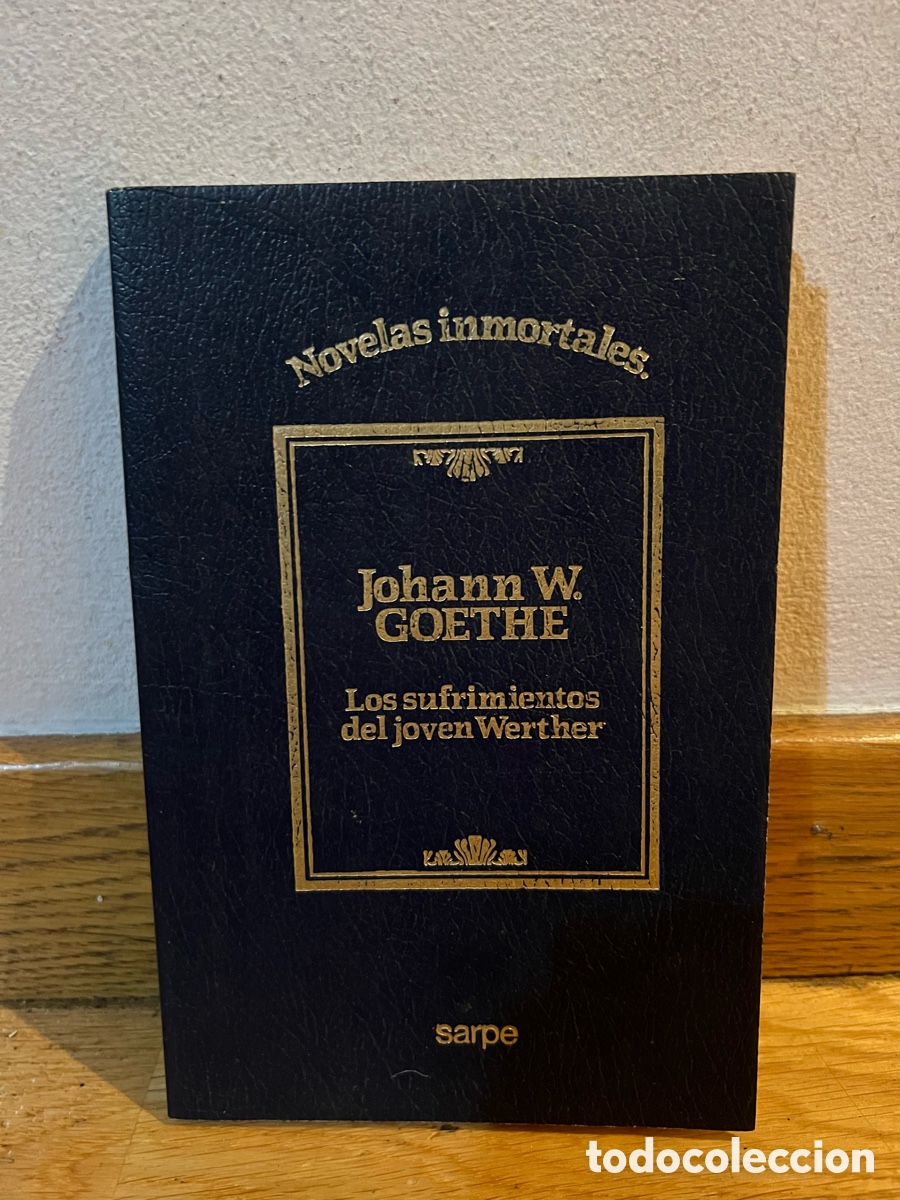 Novelas inmortales.
Johann W.
GOETHE
Los sufrimientos
del joven Werther
sarpe
todocoleccion